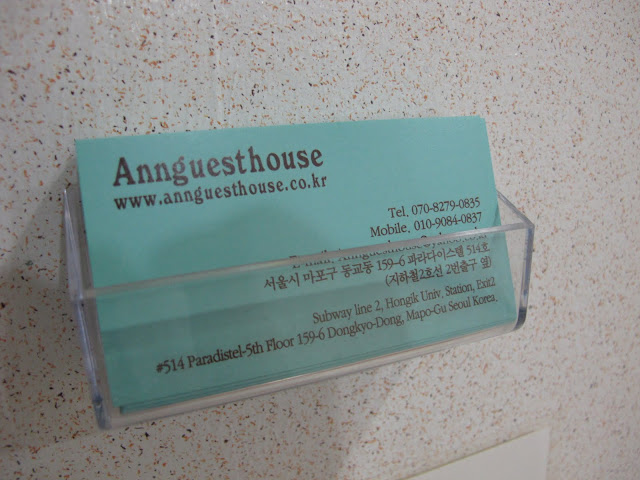 Annguesthouse
www.annguesthouse.co.kr
Tel. 070-8279-0835
Mobile. 010-9084-0837
서울시 마포구 동교동 159-6 파라다이스텔 514호
(지하철2호선 2번출구 옆)
Subway line 2, Hongik Univ. Station, Exit2
#514 Paradistel-5th Floor 159-6 Dongkyo-Dong, Mapo-Gu Seoul Korea.